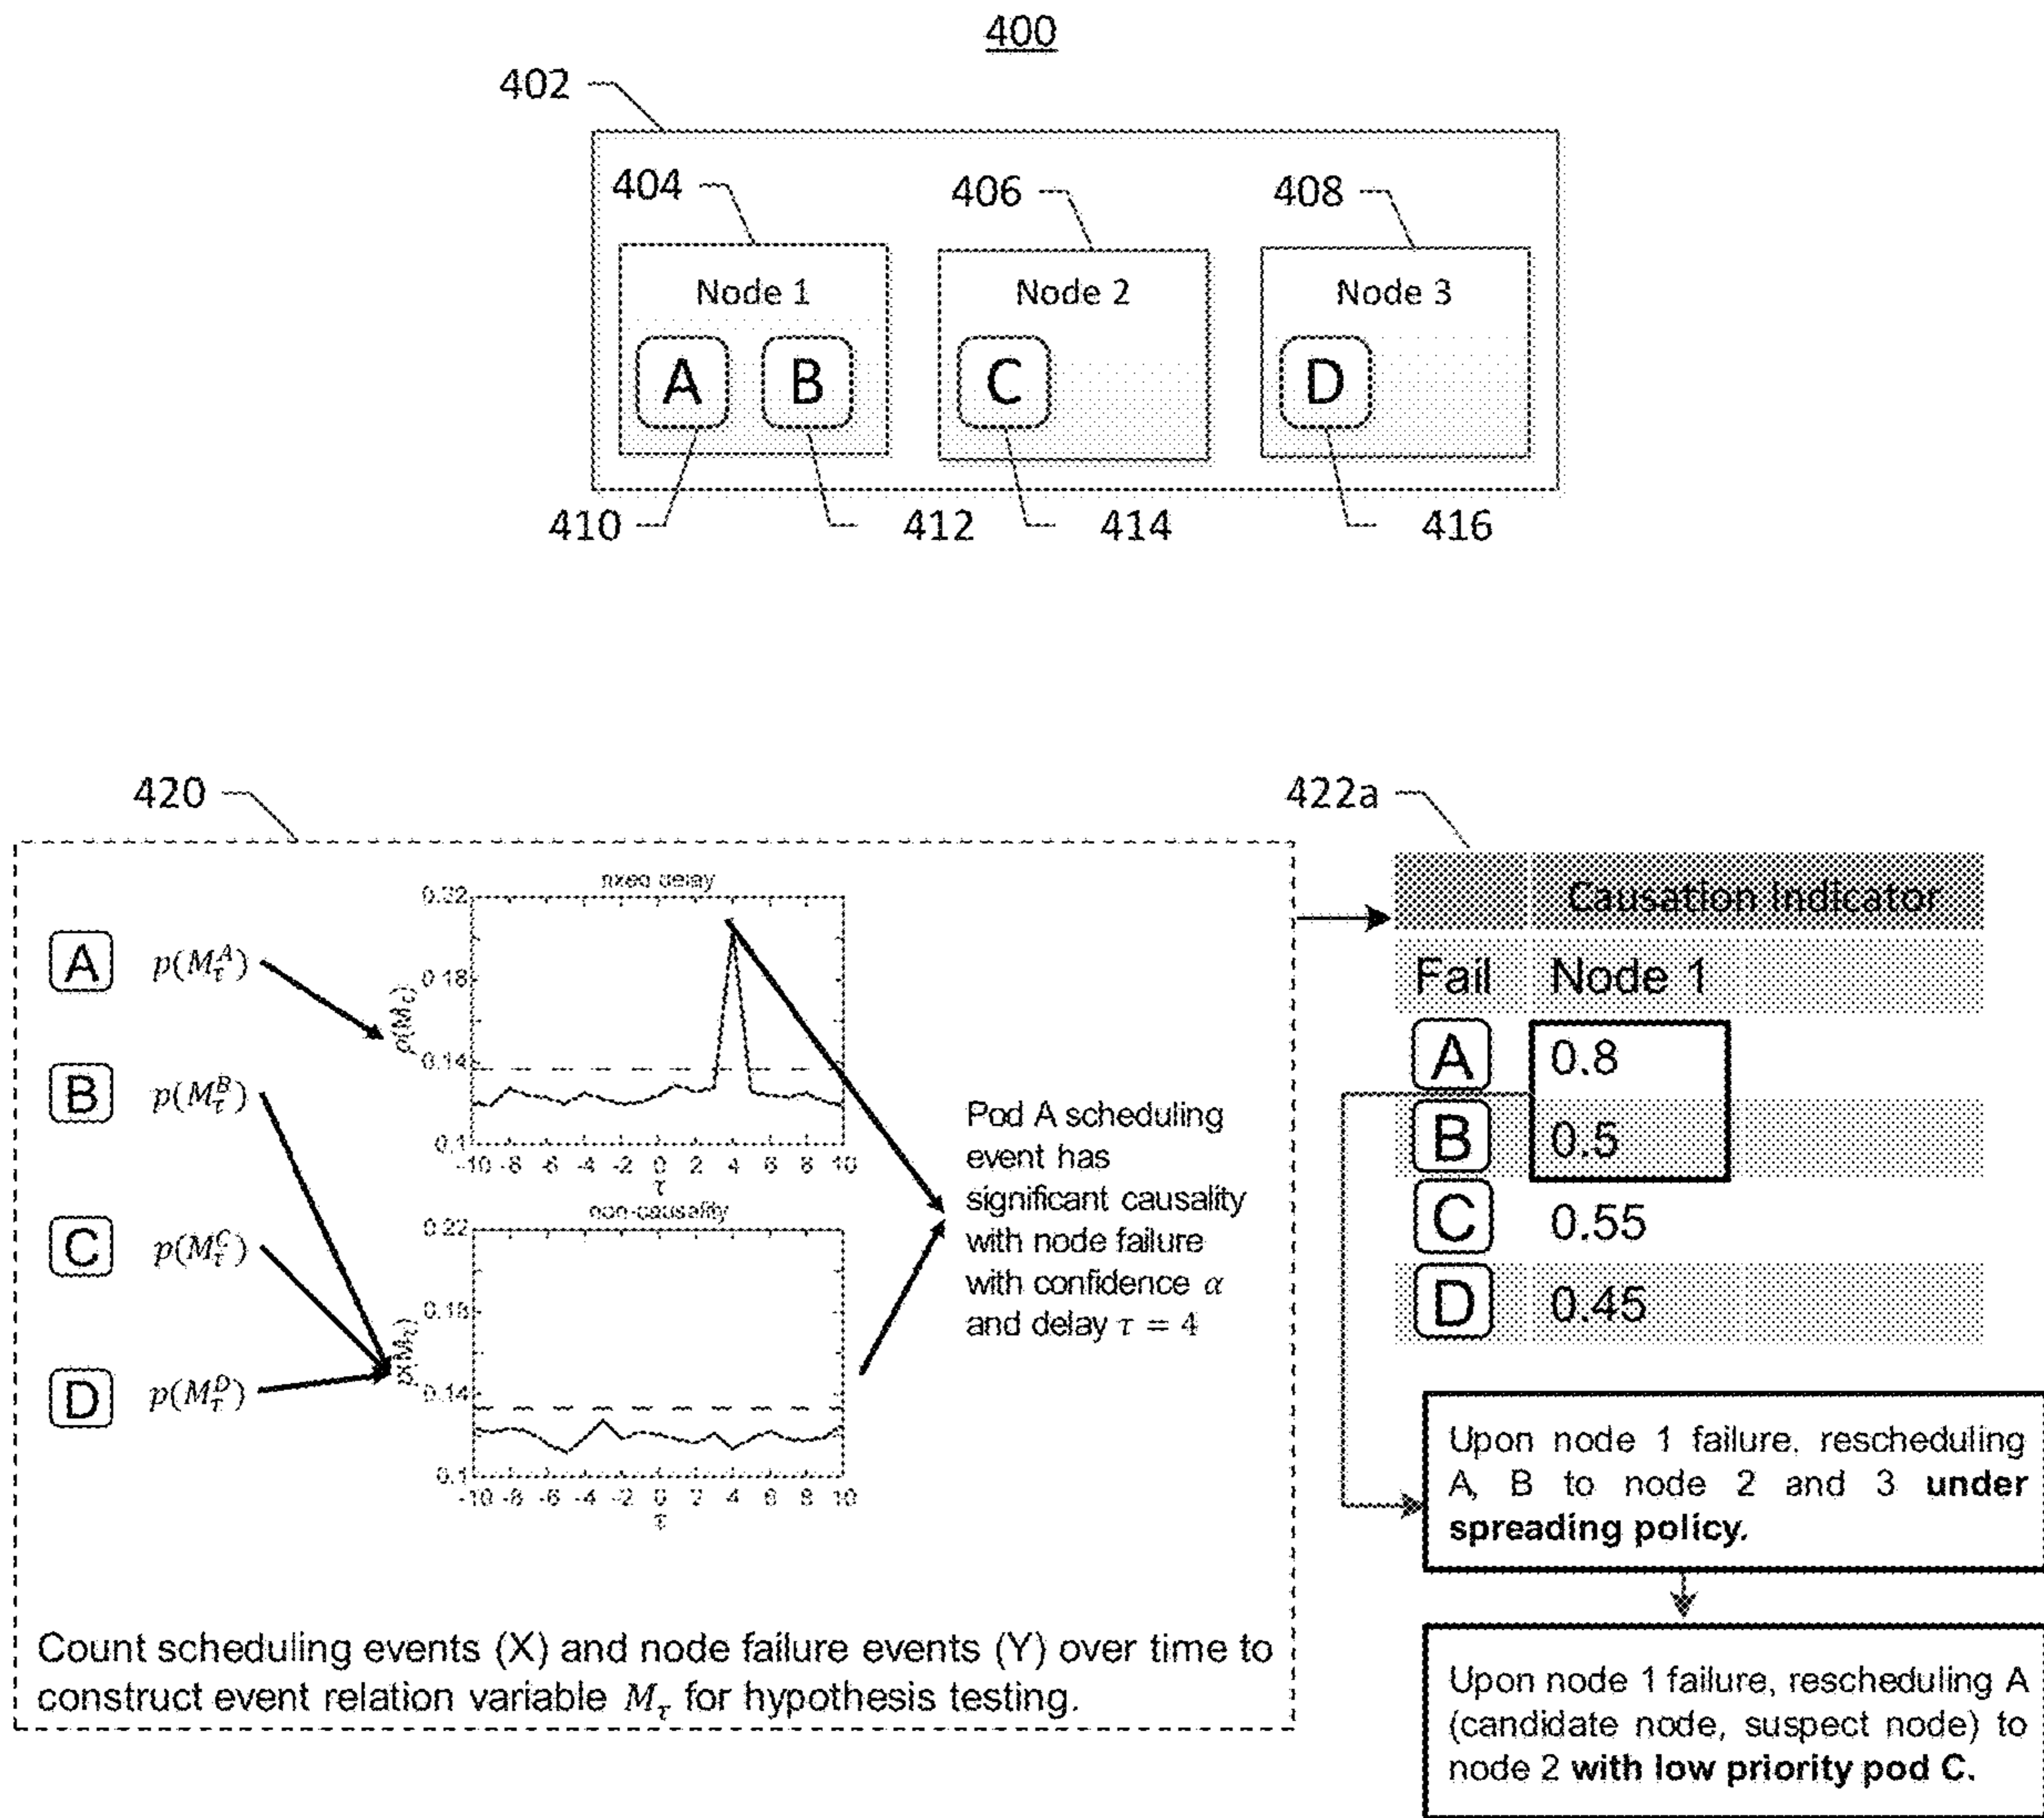 400
402
404 406 408
Node 1 Node 2 Node 3
A B C D
410 412 414 416
420
A p(M_τ^A)
B p(M_τ^B)
C p(M_τ^C)
D p(M_τ^D)
fixed delay
p(M_τ)
0.22
0.18
0.14
0.1
-10 -8 -6 -4 -2 0 2 4 6 8 10
τ
non-causality
p(M_τ)
0.22
0.18
0.14
0.1
-10 -8 -6 -4 -2 0 2 4 6 8 10
τ
Pod A scheduling
event has
significant causality
with node failure
with confidence α
and delay τ = 4
Count scheduling events (X) and node failure events (Y) over time to
construct event relation variable M_τ for hypothesis testing.
422a
Causation Indicator
Fail Node 1
A 0.8
B 0.5
C 0.55
D 0.45
Upon node 1 failure, rescheduling
A, B to node 2 and 3 under
spreading policy.
Upon node 1 failure, rescheduling A
(candidate node, suspect node) to
node 2 with low priority pod C.